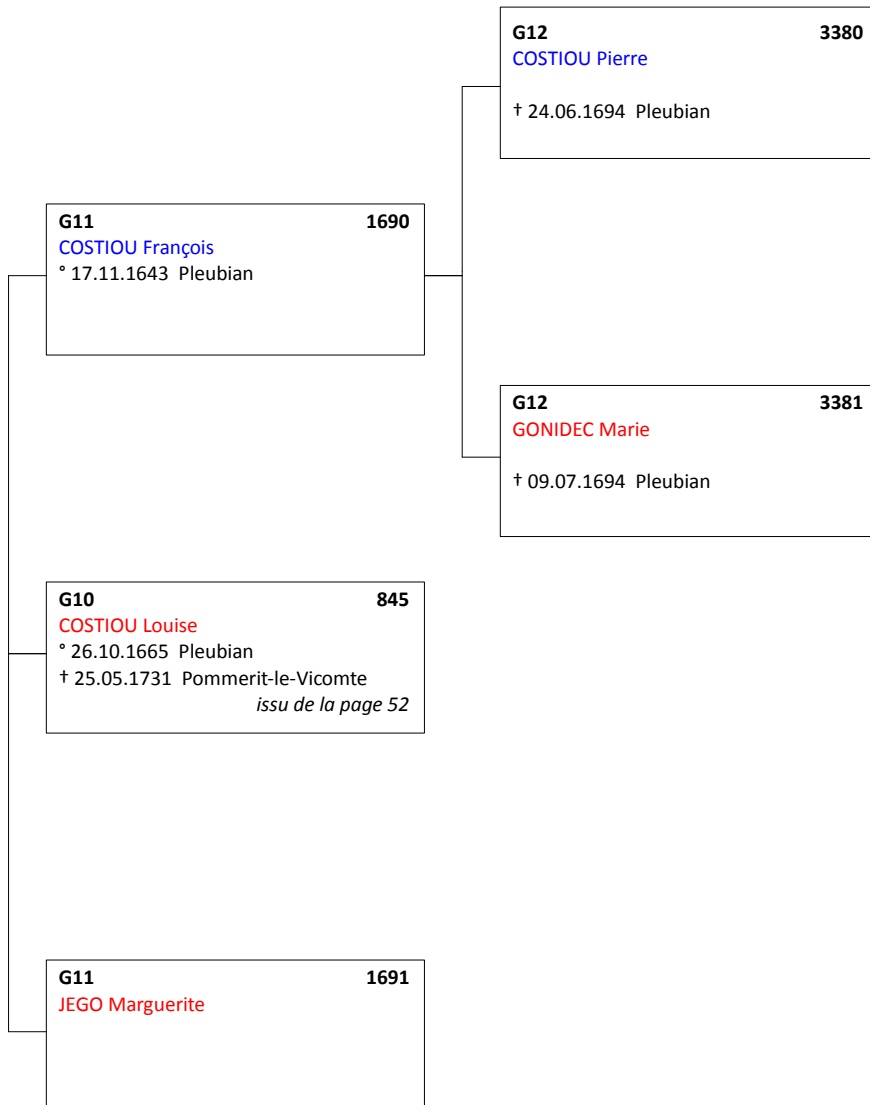 G12 3380
COSTIOU Pierre
† 24.06.1694 Pleubian
G11 1690
COSTIOU François
° 17.11.1643 Pleubian
G12 3381
GONIDEC Marie
† 09.07.1694 Pleubian
G10 845
COSTIOU Louise
° 26.10.1665 Pleubian
† 25.05.1731 Pommerit-le-Vicomte
issu de la page 52
G11 1691
JEGO Marguerite